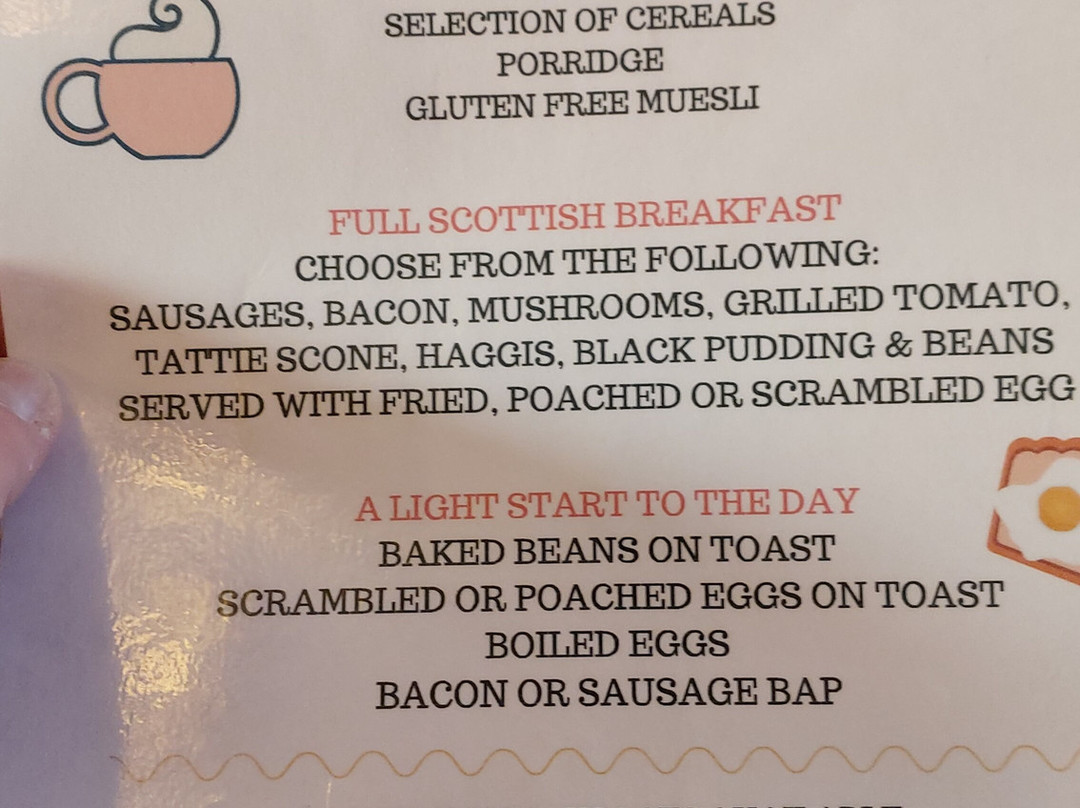 SELECTION OF CEREALS
PORRIDGE
GLUTEN FREE MUESLI
FULL SCOTTISH BREAKFAST
CHOOSE FROM THE FOLLOWING:
SAUSAGES, BACON, MUSHROOMS, GRILLED TOMATO,
TATTIE SCONE, HAGGIS, BLACK PUDDING & BEANS
SERVED WITH FRIED, POACHED OR SCRAMBLED EGG
A LIGHT START TO THE DAY
BAKED BEANS ON TOAST
SCRAMBLED OR POACHED EGGS ON TOAST
BOILED EGGS
BACON OR SAUSAGE BAP